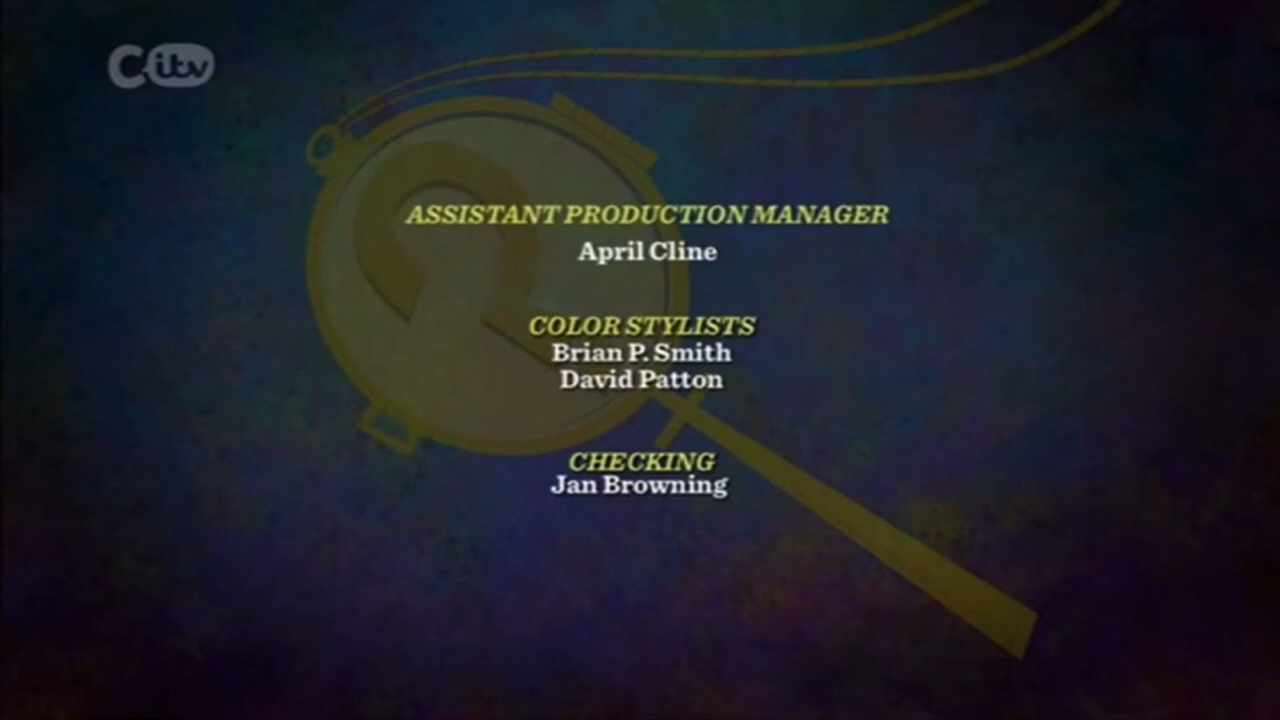 Citv
ASSISTANT PRODUCTION MANAGER
April Cline
COLOR STYLISTS
Brian P. Smith
David Patton
CHECKING
Jan Browning